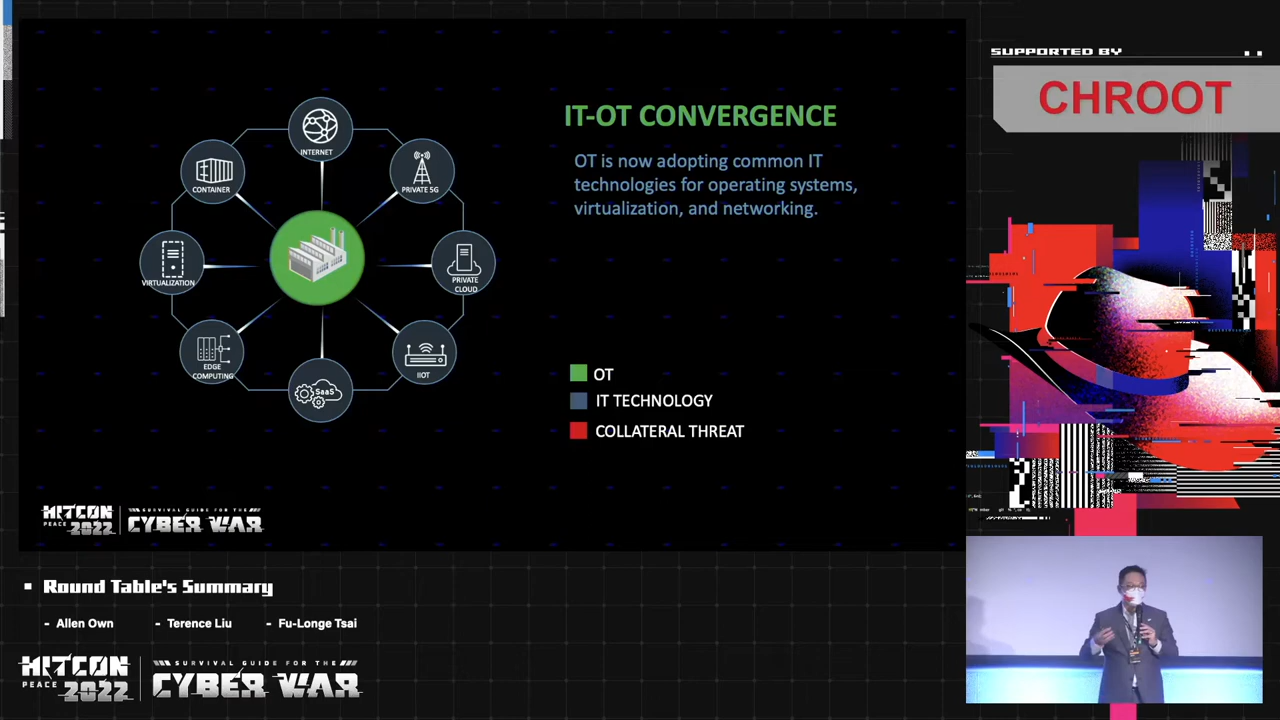 SUPPORTED BY
CHROOT
IT-OT CONVERGENCE
OT is now adopting common IT
technologies for operating systems,
virtualization, and networking.
INTERNET
CONTAINER
PRIVATE 5G
VIRTUALIZATION
PRIVATE
CLOUD
EDGE
COMPUTING
IIOT
SaaS
OT
IT TECHNOLOGY
COLLATERAL THREAT
HITCON
PEACE 2022
SURVIVAL GUIDE FOR THE
CYBER WAR
Round Table's Summary
- Allen Own
- Terence Liu
- Fu-Longe Tsai
HITCON
PEACE 2022
SURVIVAL GUIDE FOR THE
CYBER WAR